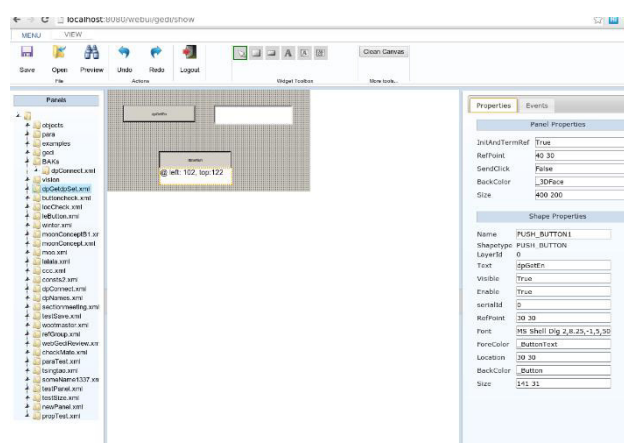 localhost:8080/webui/gedi/show
MENU VIEW
Save Open Preview Undo Redo Logout
Clean Canvas
File Actions Widget Toolbox More tools...
Panels
objects
para
examples
gedi
BAKs
dpConnect.xml
vision
dpGetdpSet.xml
buttoncheck.xml
locCheck.xml
leButton.xml
winter.xml
moonConceptB1.xr
moonConcept.xml
moo.xml
lalala.xml
ccc.xml
consts2.xml
dpConnect.xml
dpNames.xml
sectionmeeting.xml
testSave.xml
wootmaster.xml
refGroup.xml
webGediReview.xr
checkMate.xml
paraTest.xml
tsingtao.xml
someName1337.xr
testPanel.xml
testSize.xml
newPanel.xml
propTest.xml
@ left: 102, top:122
Properties Events
Panel Properties
InitAndTermRef True
RefPoint 40 30
SendClick False
BackColor _3DFace
Size 400 200
Shape Properties
Name PUSH_BUTTON1
Shapetype PUSH_BUTTON
LayerId 0
Text dpGetEn
Visible True
Enable True
serialId 0
RefPoint 30 30
Font MS Shell Dlg 2,8.25,-1,5,50
ForeColor _ButtonText
Location 30 30
BackColor _Button
Size 141 31